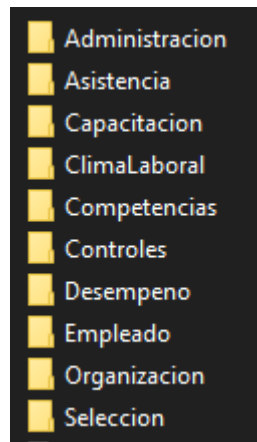 Administracion
Asistencia
Capacitacion
ClimaLaboral
Competencias
Controles
Desempeno
Empleado
Organizacion
Seleccion